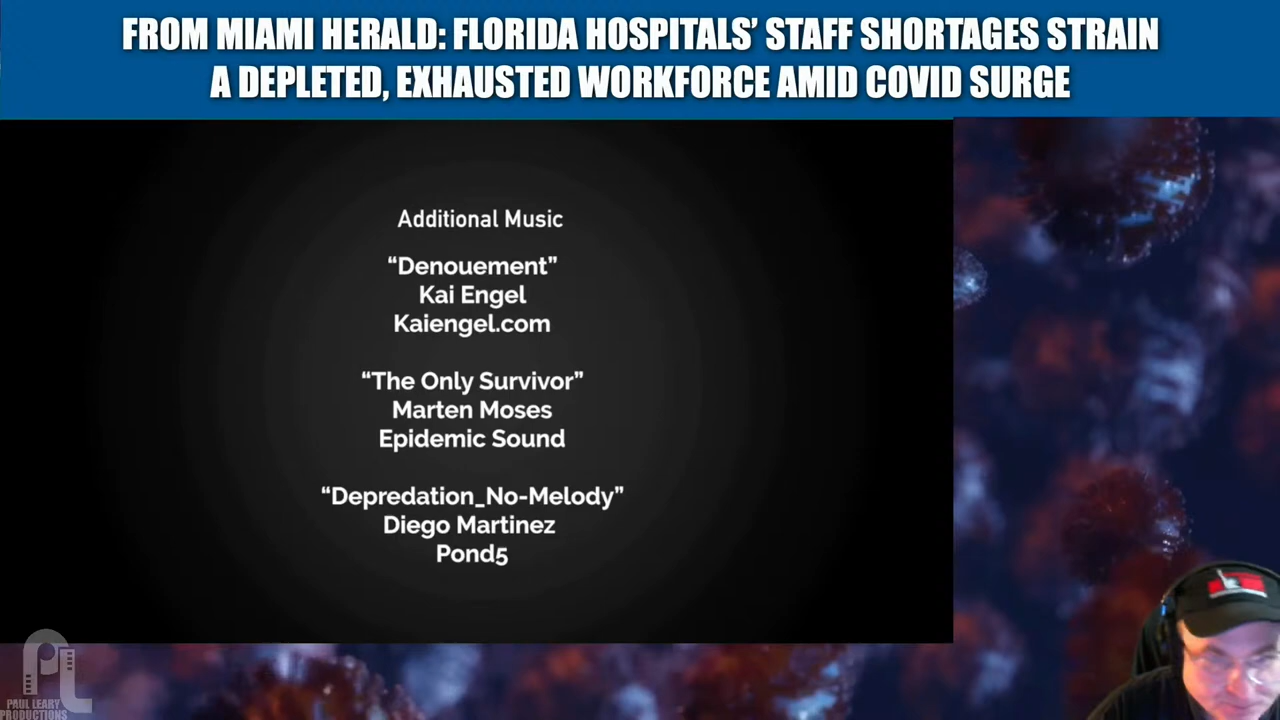 FROM MIAMI HERALD: FLORIDA HOSPITALS’ STAFF SHORTAGES STRAIN
A DEPLETED, EXHAUSTED WORKFORCE AMID COVID SURGE
Additional Music
“Denouement”
Kai Engel
Kaiengel.com
“The Only Survivor”
Marten Moses
Epidemic Sound
“Depredation_No-Melody”
Diego Martinez
Pond5
PL
PAUL LEARY
PRODUCTIONS